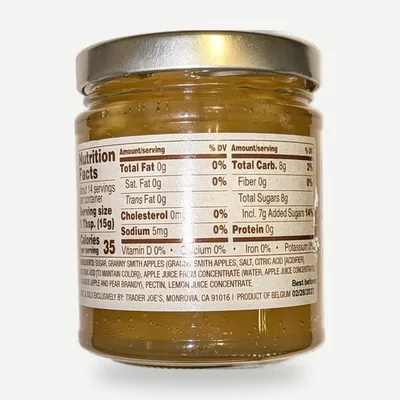 Nutrition Facts
about 14 servings
per container
Serving size
1 Tbsp. (15g)
Calories
per serving 35
Amount/serving % DV
Total Fat 0g 0%
Sat. Fat 0g 0%
Trans Fat 0g
Cholesterol 0mg 0%
Sodium 5mg 0%
Amount/serving % DV
Total Carb. 8g 3%
Fiber 0g 0%
Total Sugars 8g
Incl. 7g Added Sugars 14%
Protein 0g
Vitamin D 0% • Calcium 0% • Iron 0% • Potassium
INGREDIENTS: SUGAR, GRANNY SMITH APPLES (GRANNY SMITH APPLES, SALT, CITRIC ACID [ACIDIFIER],
ACID [TO MAINTAIN COLOR]), APPLE JUICE FROM CONCENTRATE (WATER, APPLE JUICE CONCENTRATE),
(APPLE AND PEAR BRANDY), PECTIN, LEMON JUICE CONCENTRATE.
Best before:
& SOLD EXCLUSIVELY BY: TRADER JOE'S, MONROVIA, CA 91016 | PRODUCT OF BELGIUM 02/28/2027